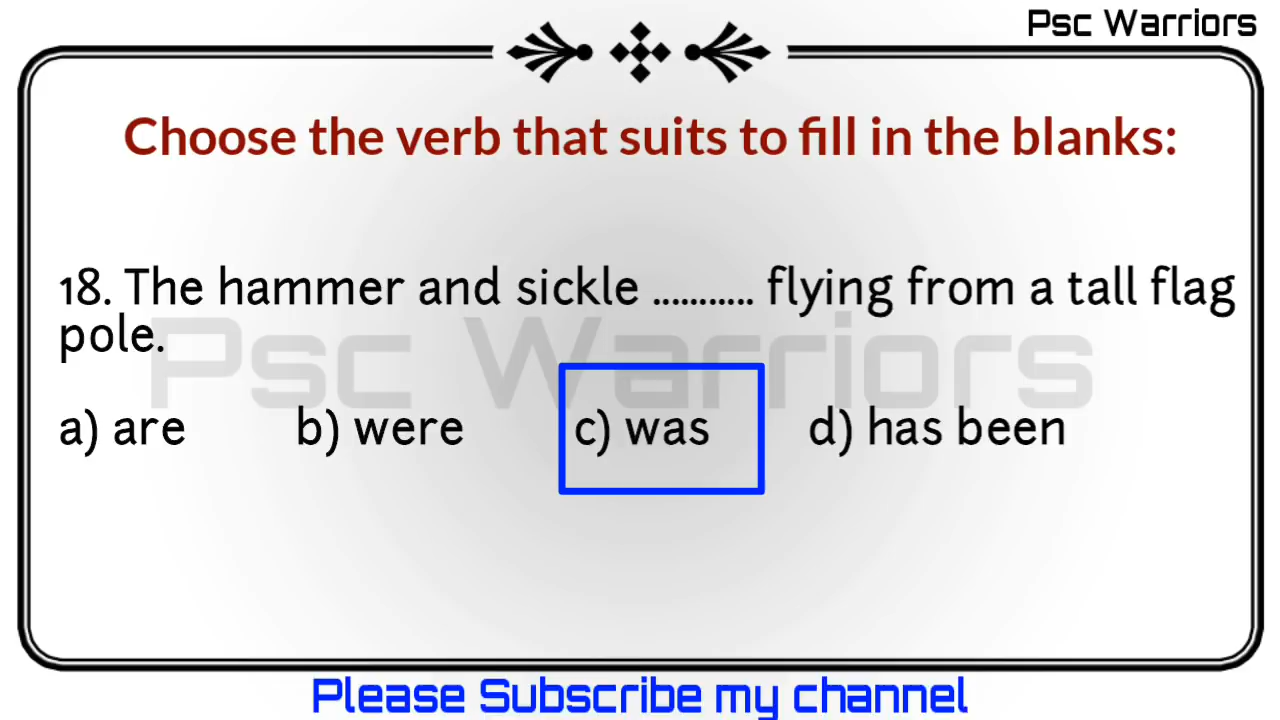 Psc Warriors
Choose the verb that suits to fill in the blanks:
18. The hammer and sickle ........... flying from a tall flag
pole.
Psc Warriors
a) are b) were c) was d) has been
Please Subscribe my channel